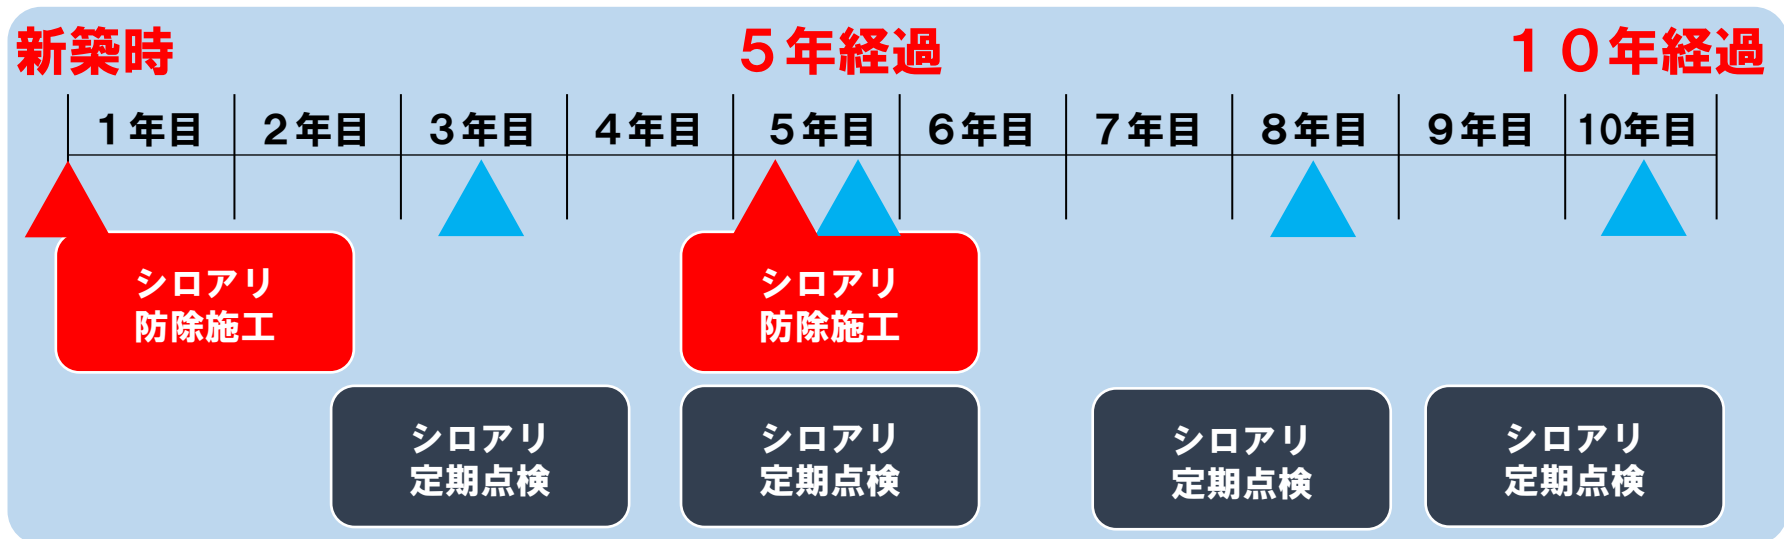 新築時
５年経過
１０年経過
１年目
２年目
３年目
４年目
５年目
６年目
７年目
８年目
９年目
10年目
シロアリ
防除施工
シロアリ
防除施工
シロアリ
定期点検
シロアリ
定期点検
シロアリ
定期点検
シロアリ
定期点検